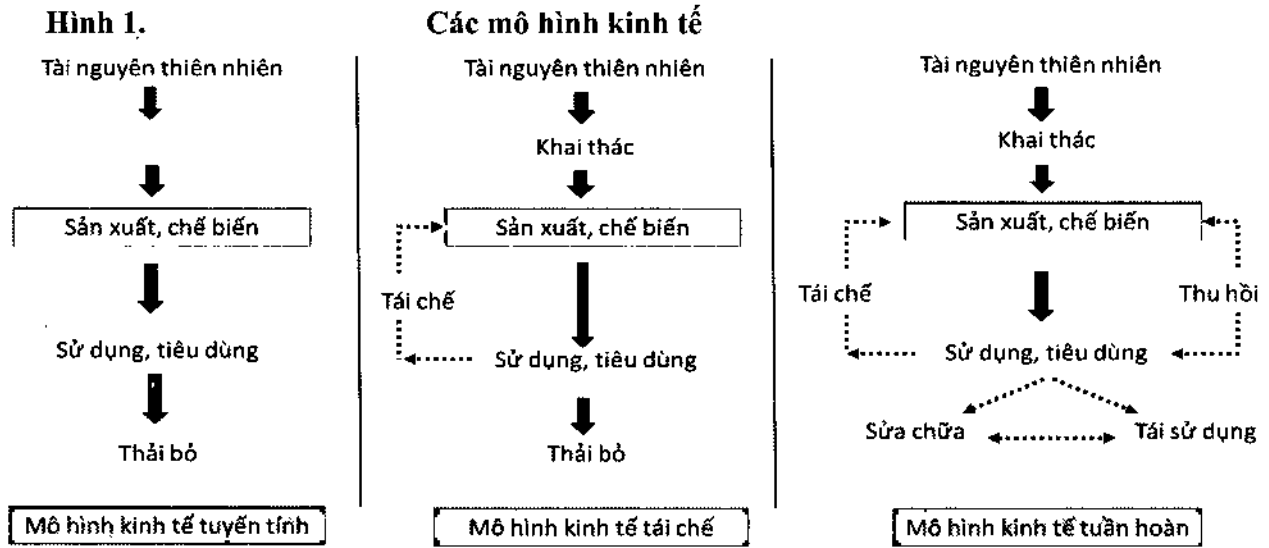 Hình 1.
Các mô hình kinh tế
Tài nguyên thiên nhiên
Sản xuất, chế biến
Sử dụng, tiêu dùng
Thải bỏ
Mô hình kinh tế tuyến tính
Tài nguyên thiên nhiên
Khai thác
Sản xuất, chế biến
Tái chế
Sử dụng, tiêu dùng
Thải bỏ
Mô hình kinh tế tái chế
Tài nguyên thiên nhiên
Khai thác
Sản xuất, chế biến
Tái chế
Thu hồi
Sử dụng, tiêu dùng
Sửa chữa
Tái sử dụng
Mô hình kinh tế tuần hoàn